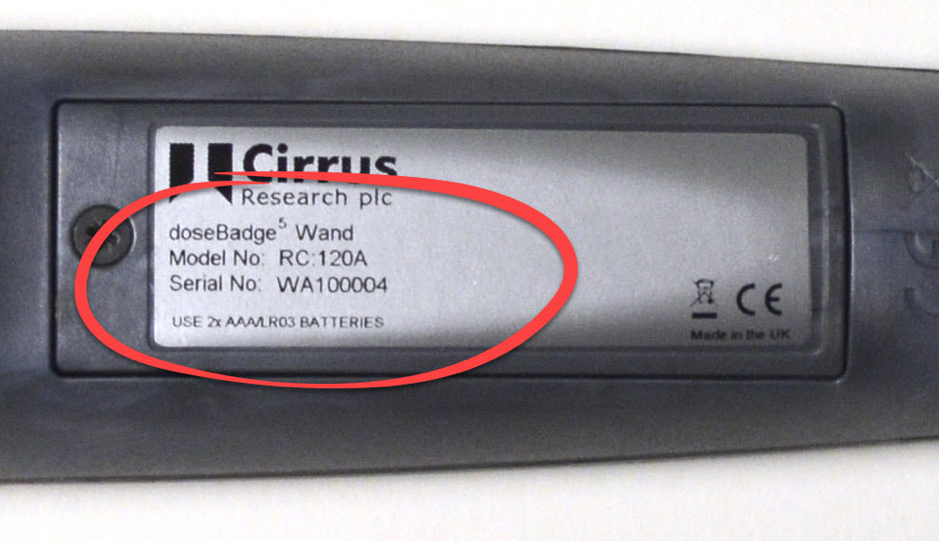 Cirrus
Research plc
doseBadge⁵ Wand
Model No: RC:120A
Serial No: WA100004
USE 2x AAA/LR03 BATTERIES
CE
Made in the UK